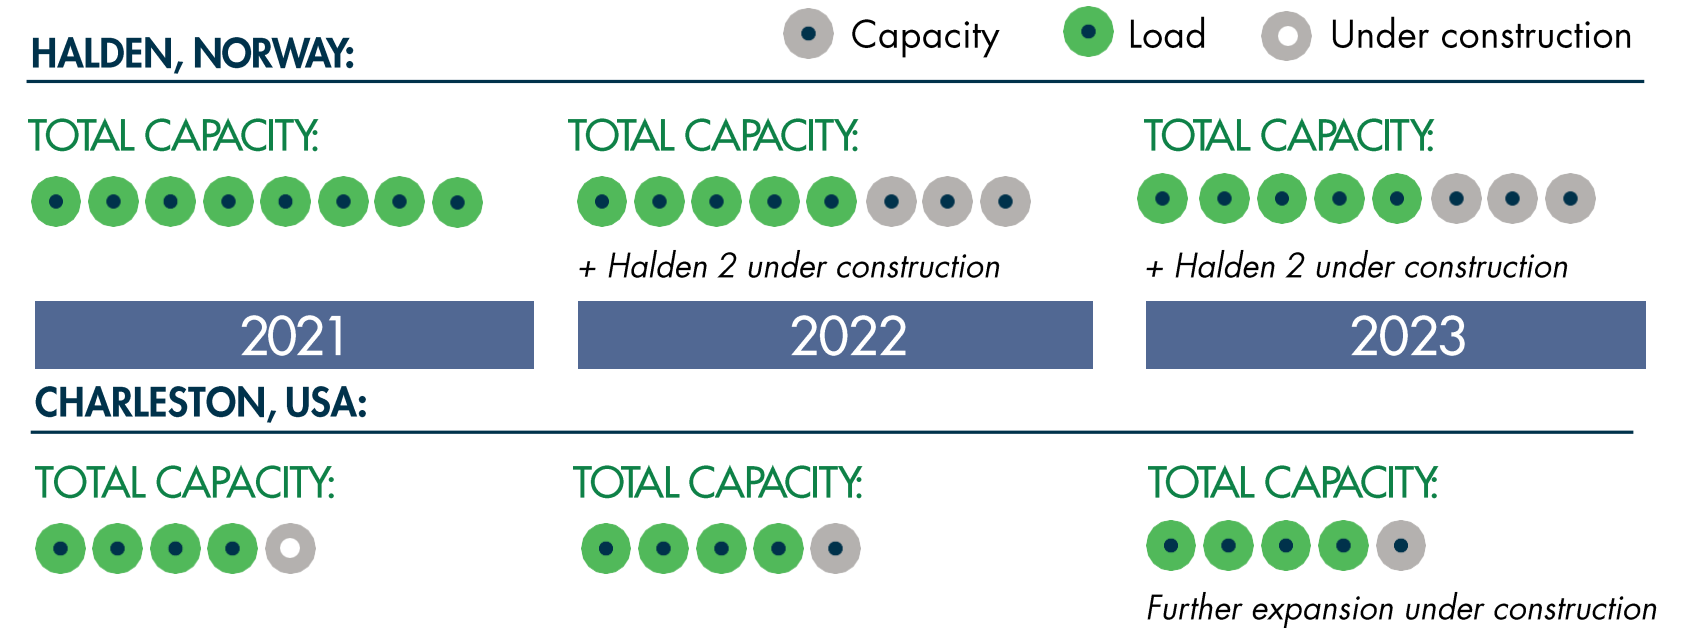 Capacity Load Under construction
HALDEN, NORWAY:
TOTAL CAPACITY: TOTAL CAPACITY: TOTAL CAPACITY:
+ Halden 2 under construction + Halden 2 under construction
2021 2022 2023
CHARLESTON, USA:
TOTAL CAPACITY: TOTAL CAPACITY: TOTAL CAPACITY:
Further expansion under construction